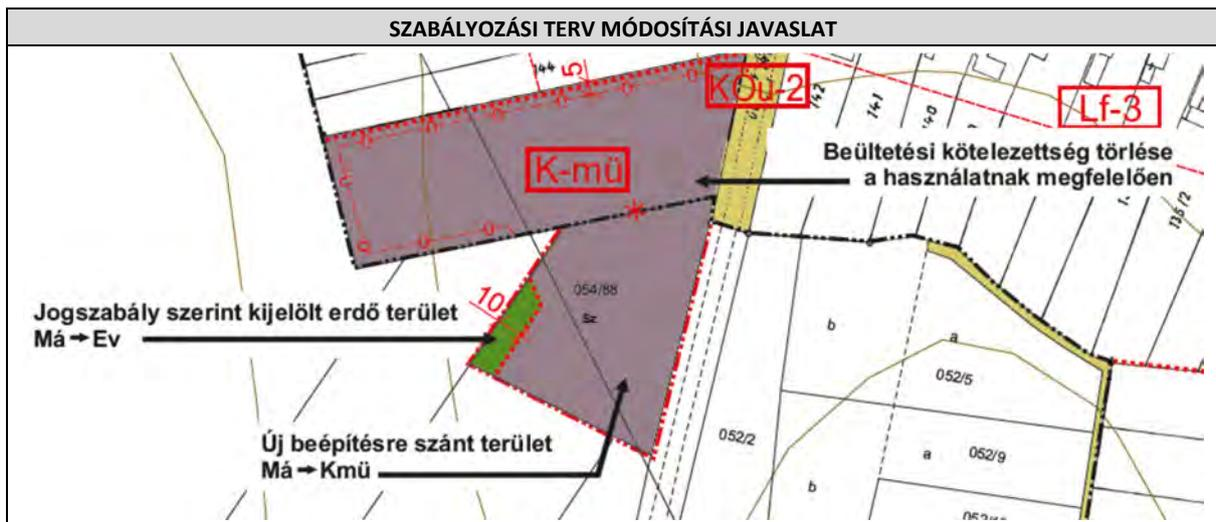 SZABÁLYOZÁSI TERV MÓDOSÍTÁSI JAVASLAT
144
5
KÖu-2
142
141
140
Lf-3
Beültetési kötelezettség törlése
a használatnak megfelelően
K-mü
136/2
10
054/88
sz
Jogszabály szerint kijelölt erdő terület
Má → Ev
b
a
052/5
Új beépítésre szánt terület
Má → Kmü
052/2
a
052/9
b